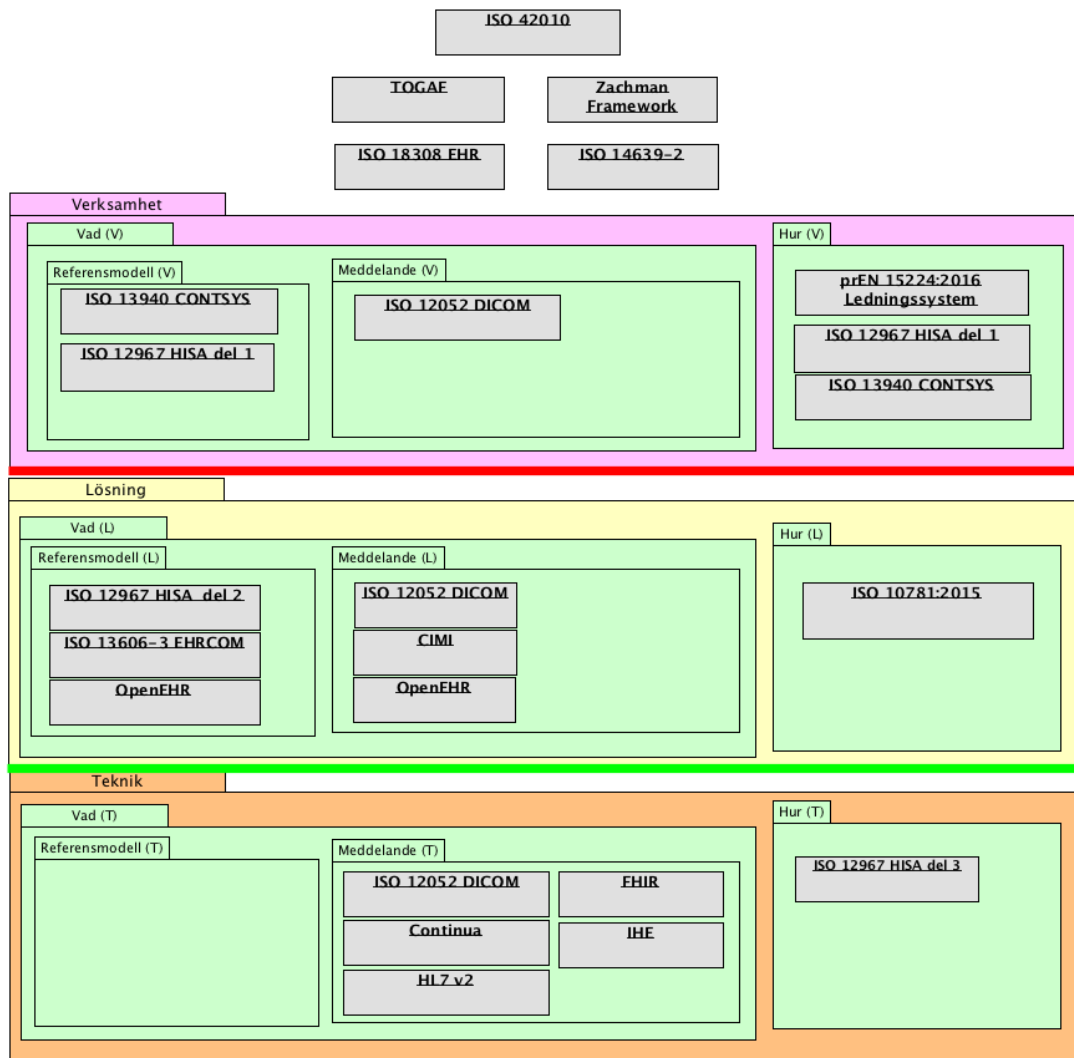 ISO 42010
TOGAF
Zachman
Framework
ISO 18308 EHR
ISO 14639-2
Verksamhet
Vad (V)
Referensmodell (V)
ISO 13940 CONTSYS
ISO 12967 HISA del 1
Meddelande (V)
ISO 12052 DICOM
Hur (V)
prEN 15224:2016
Ledningssystem
ISO 12967 HISA del 1
ISO 13940 CONTSYS
Lösning
Vad (L)
Referensmodell (L)
ISO 12967 HISA  del 2
ISO 13606-3 EHRCOM
OpenEHR
Meddelande (L)
ISO 12052 DICOM
CIMI
OpenEHR
Hur (L)
ISO 10781:2015
Teknik
Vad (T)
Referensmodell (T)
Meddelande (T)
ISO 12052 DICOM
Continua
HL7 v2
FHIR
IHE
Hur (T)
ISO 12967 HISA del 3